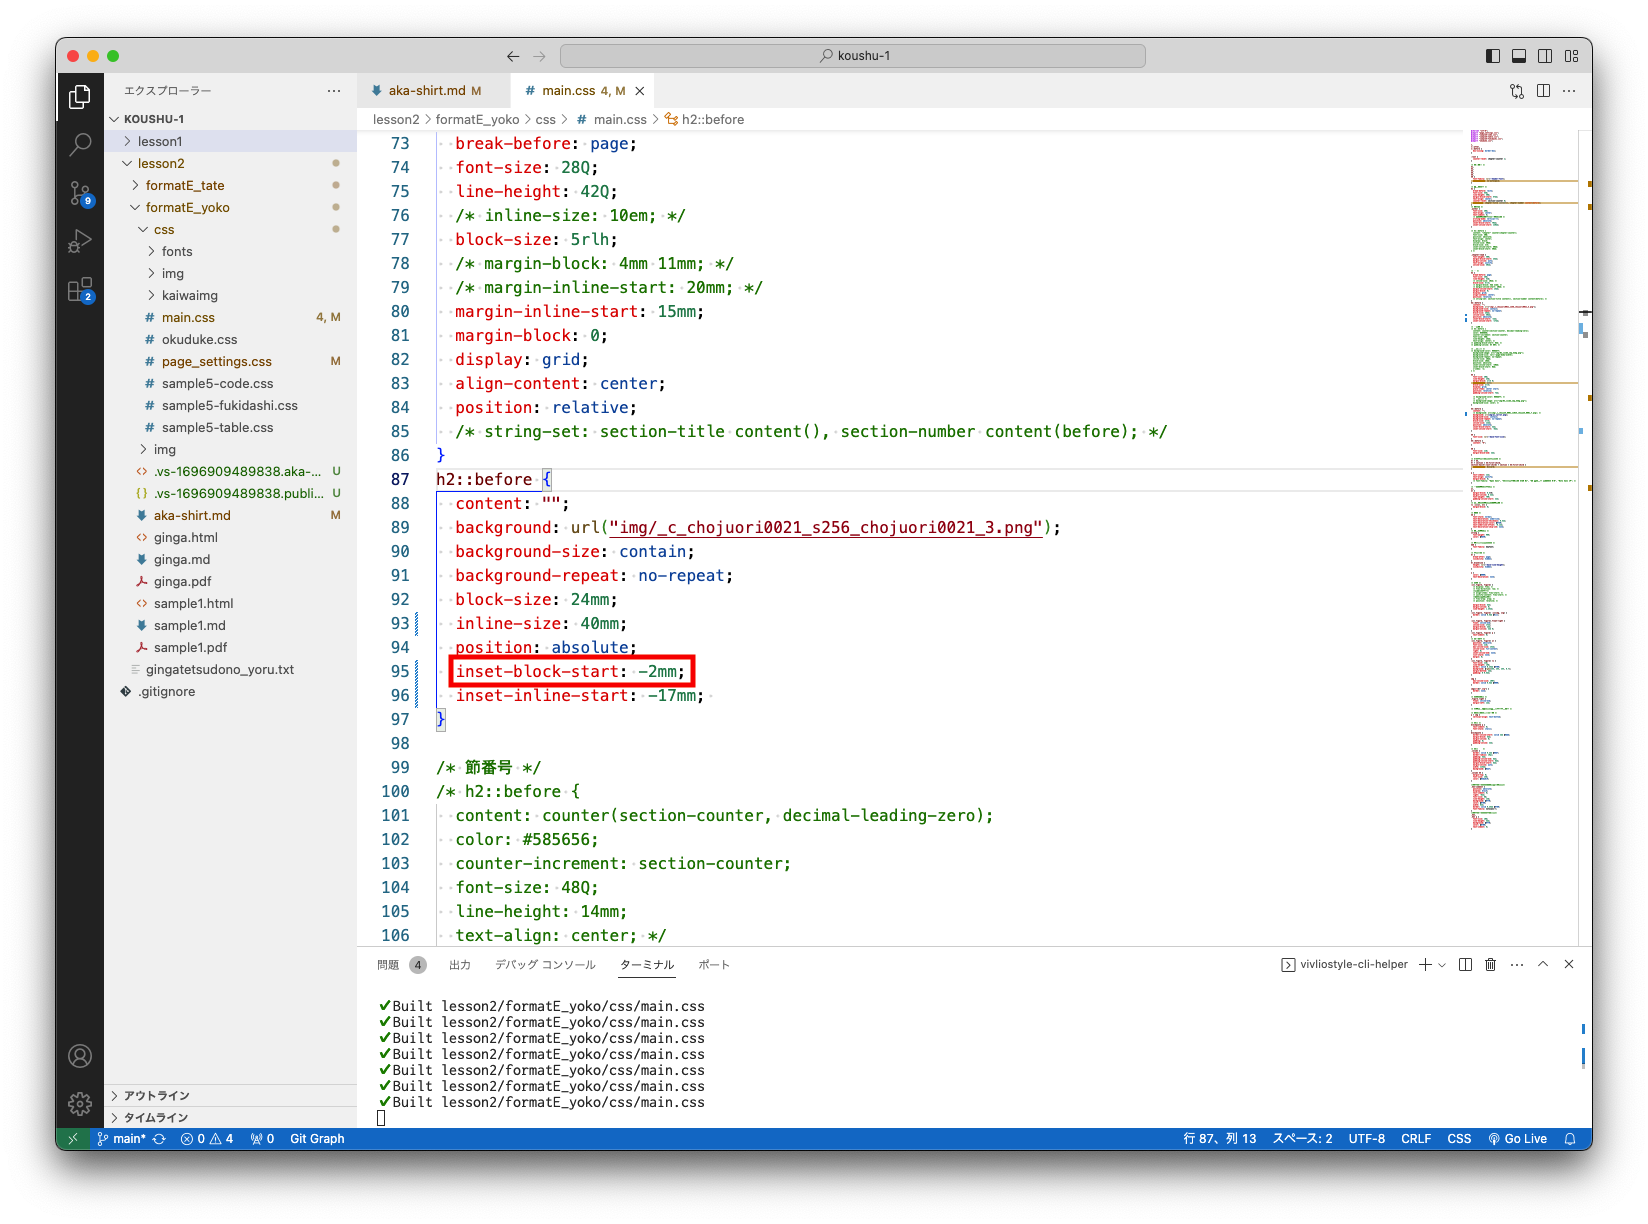 koushu-1
エクスプローラー
KOUSHU-1
lesson1
lesson2
formatE_tate
formatE_yoko
css
fonts
img
kaiwaimg
main.css 4, M
okuduke.css
page_settings.css M
sample5-code.css
sample5-fukidashi.css
sample5-table.css
img
.vs-1696909489838.aka-... U
.vs-1696909489838.publi... U
aka-shirt.md M
ginga.html
ginga.md
ginga.pdf
sample1.html
sample1.md
sample1.pdf
gingatetsudono_yoru.txt
.gitignore
アウトライン
タイムライン
9
2
aka-shirt.md M
main.css 4, M
lesson2 > formatE_yoko > css > # main.css > h2::before
73 break-before: page;
74 font-size: 28Q;
75 line-height: 42Q;
76 /* inline-size: 10em; */
77 block-size: 5rlh;
78 /* margin-block: 4mm 11mm; */
79 /* margin-inline-start: 20mm; */
80 margin-inline-start: 15mm;
81 margin-block: 0;
82 display: grid;
83 align-content: center;
84 position: relative;
85 /* string-set: section-title content(), section-number content(before); */
86 }
87 h2::before {
88 content: "";
89 background: url("img/_c_chojuori0021_s256_chojuori0021_3.png");
90 background-size: contain;
91 background-repeat: no-repeat;
92 block-size: 24mm;
93 inline-size: 40mm;
94 position: absolute;
95 inset-block-start: -2mm;
96 inset-inline-start: -17mm;
97 }
98
99 /* 節番号 */
100 /* h2::before {
101 content: counter(section-counter, decimal-leading-zero);
102 color: #585656;
103 counter-increment: section-counter;
104 font-size: 48Q;
105 line-height: 14mm;
106 text-align: center; */
問題 4 出力 デバッグ コンソール ターミナル ポート vivliostyle-cli-helper
✔Built lesson2/formatE_yoko/css/main.css
✔Built lesson2/formatE_yoko/css/main.css
✔Built lesson2/formatE_yoko/css/main.css
✔Built lesson2/formatE_yoko/css/main.css
✔Built lesson2/formatE_yoko/css/main.css
✔Built lesson2/formatE_yoko/css/main.css
✔Built lesson2/formatE_yoko/css/main.css
main* 0 4 0 Git Graph 行 87、列 13 スペース: 2 UTF-8 CRLF CSS Go Live